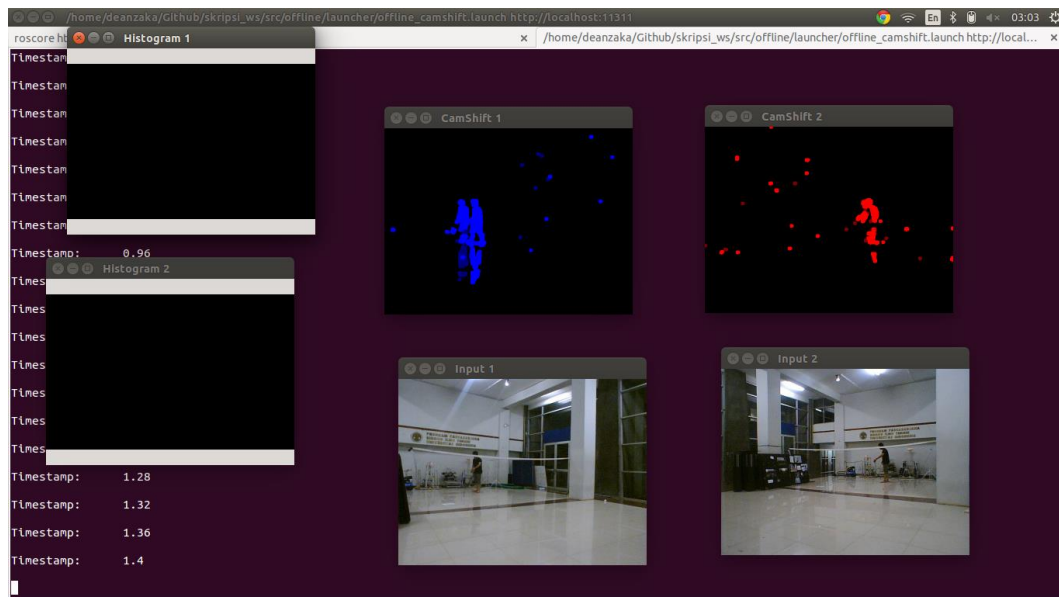 /home/deanzaka/Github/skripsi_ws/src/offline/launcher/offline_camshift.launch http://localhost:11311
En
03:03
roscore ht
/home/deanzaka/Github/skripsi_ws/src/offline/launcher/offline_camshift.launch http://local...
Histogram 1
Timestam
Timestam
Timestam
Timestam
Timestam
Timestam
Timestam
Timestamp: 0.96
Histogram 2
Times
Times
Times
Times
Times
Times
Times
Timestamp: 1.28
Timestamp: 1.32
Timestamp: 1.36
Timestamp: 1.4
CamShift 1
CamShift 2
Input 1
Input 2